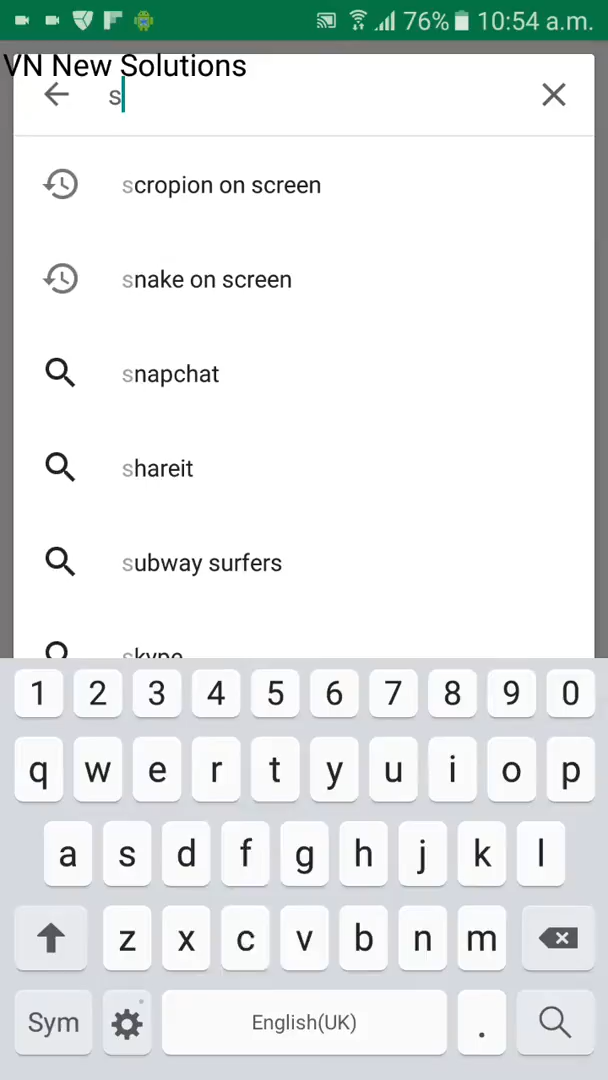 76% 10:54 a.m.
VN New Solutions
s
scropion on screen
snake on screen
snapchat
shareit
subway surfers
skype
1 2 3 4 5 6 7 8 9 0
q w e r t y u i o p
a s d f g h j k l
z x c v b n m
Sym English(UK) .